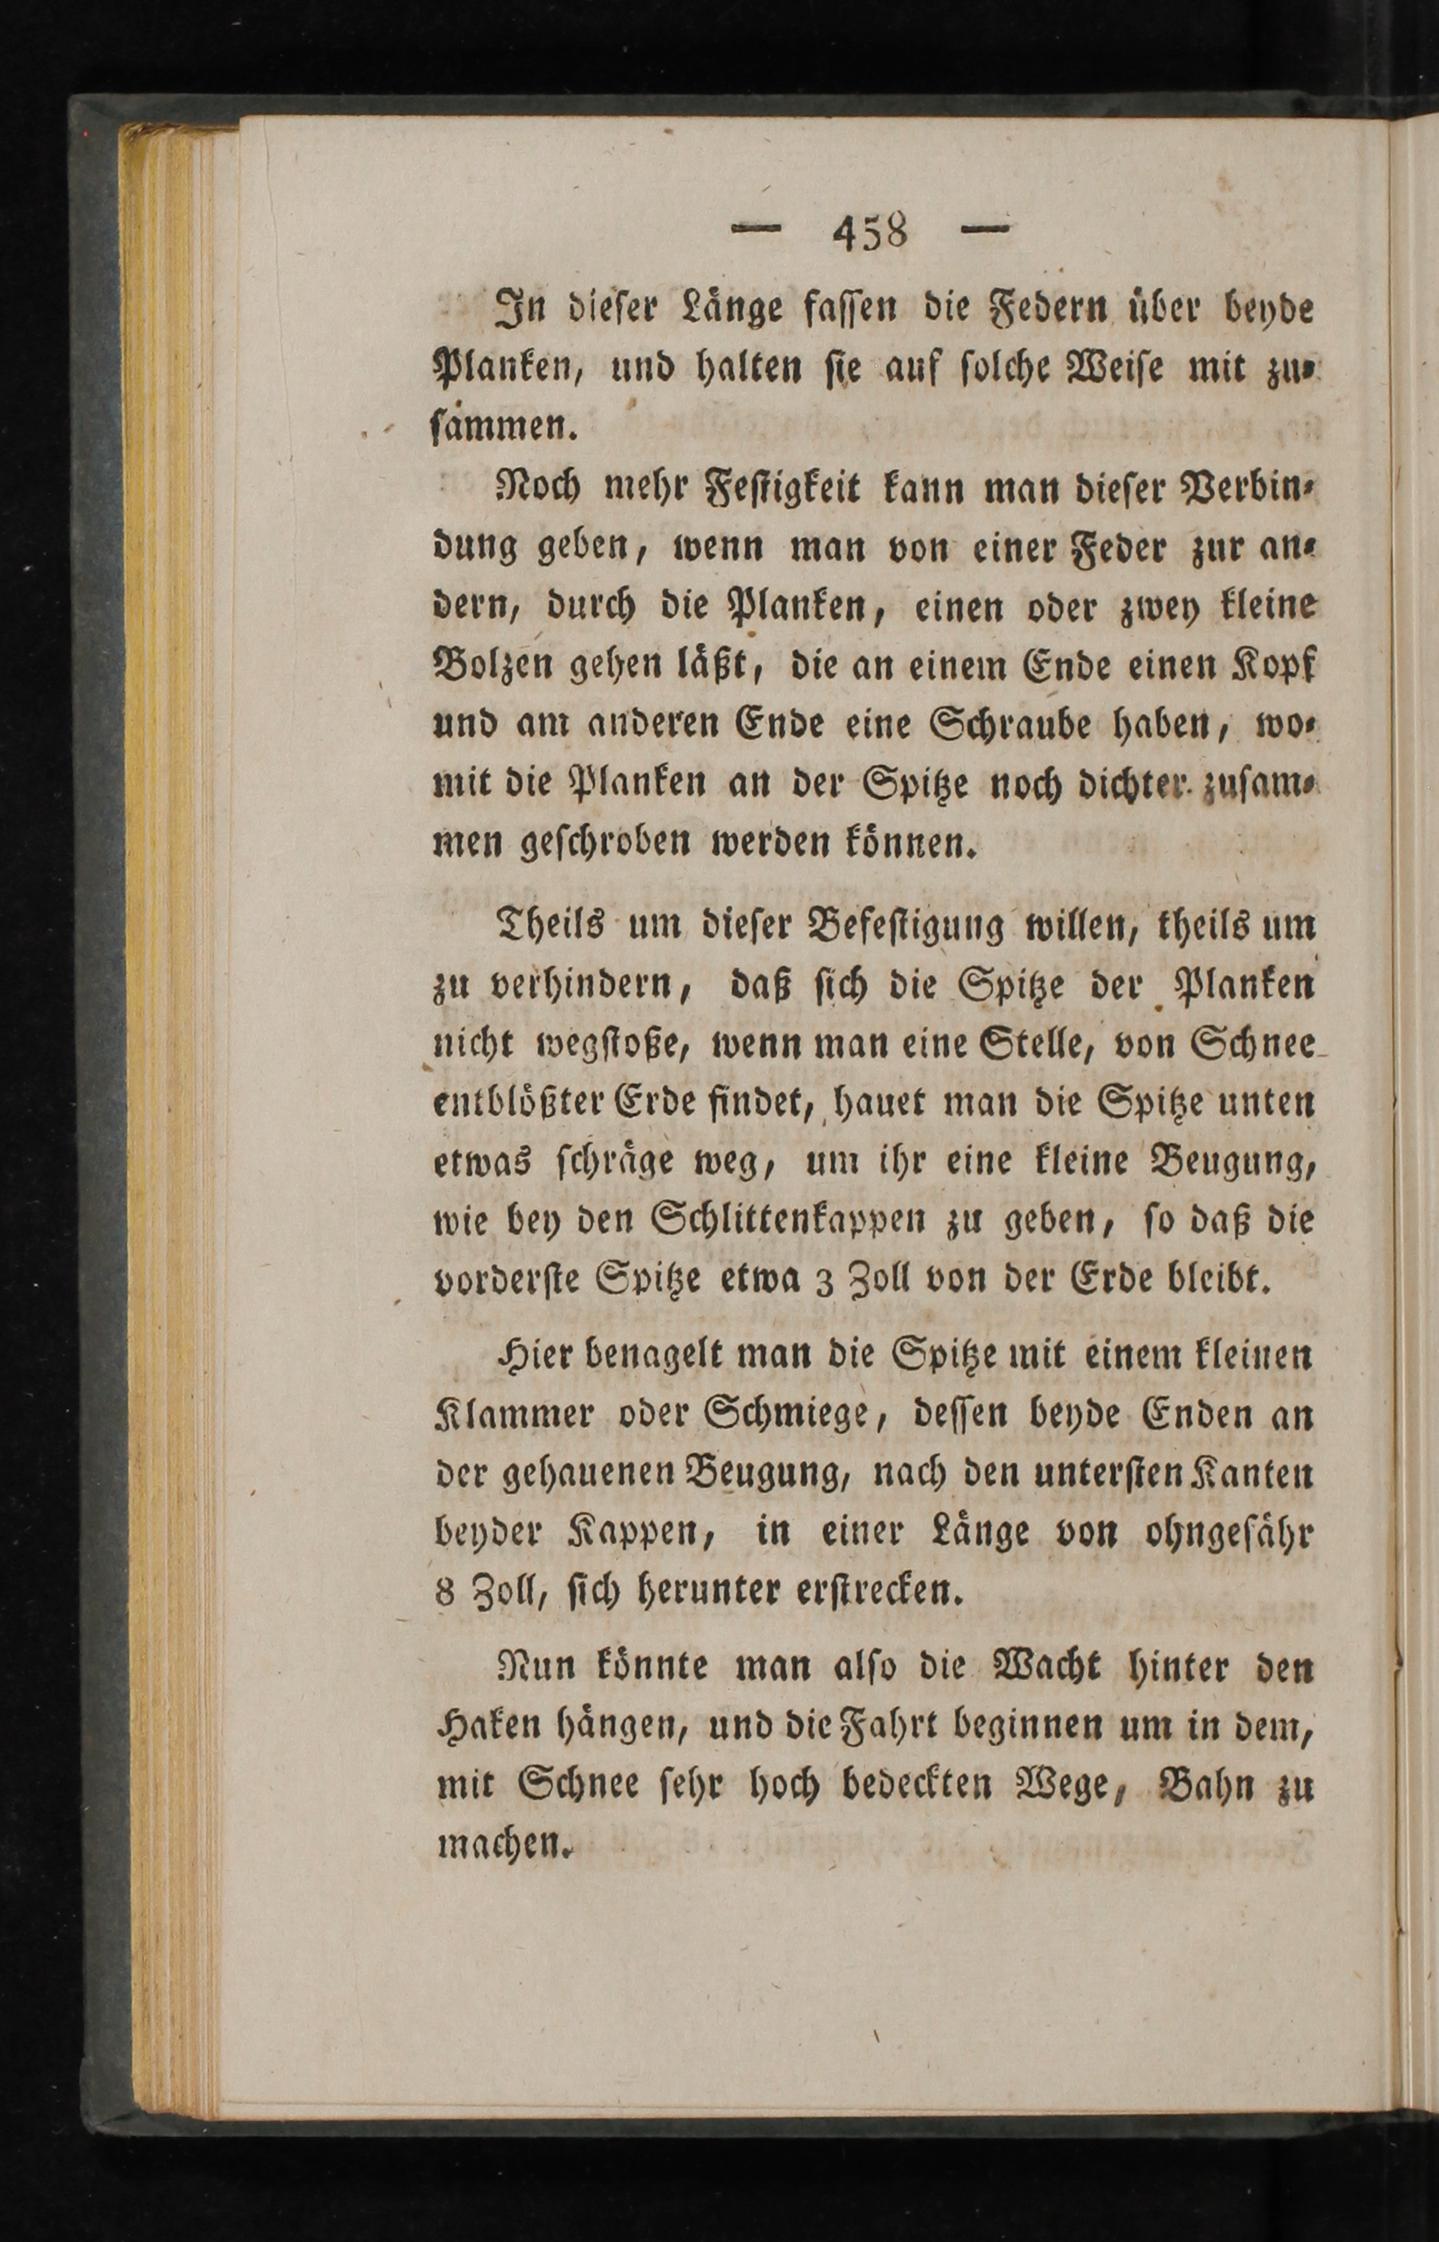 — 458 —
In dieſer Länge faſſen die Federn über beyde
Planken, und halten ſie auf ſolche Weiſe mit zu⸗
ſammen.
Noch mehr Feſtigkeit kann man dieſer Verbin⸗
dung geben, wenn man von einer Feder zur an⸗
dern, durch die Planken, einen oder zwey kleine
Bolzen gehen läßt, die an einem Ende einen Kopf
und am anderen Ende eine Schraube haben, wo⸗
mit die Planken an der Spitze noch dichter zuſam⸗
men geſchroben werden können.
Theils um dieſer Befeſtigung willen, theils um
zu verhindern, daß ſich die Spitze der Planken
nicht wegſtoße, wenn man eine Stelle, von Schnee
entblößter Erde findet, hauet man die Spitze unten
etwas ſchräge weg, um ihr eine kleine Beugung,
wie bey den Schlittenkappen zu geben, ſo daß die
vorderſte Spitze etwa 3 Zoll von der Erde bleibt.
Hier benagelt man die Spitze mit einem kleinen
Klammer oder Schmiege, deſſen beyde Enden an
der gehauenen Beugung, nach den unterſten Kanten
beyder Kappen, in einer Länge von ohngefähr
8 Zoll, ſich herunter erſtrecken.
Nun könnte man alſo die Wacht hinter den
Haken hängen, und die Fahrt beginnen um in dem,
mit Schnee ſehr hoch bedeckten Wege, Bahn zu
machen.